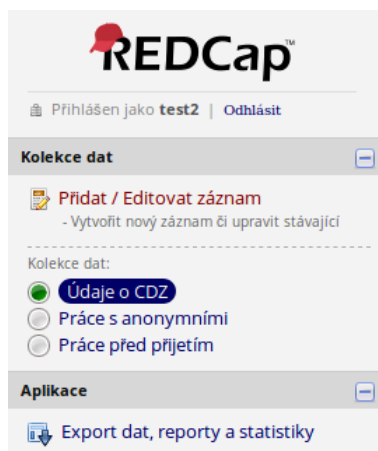 REDCap™
Přihlášen jako test2 | Odhlásit
Kolekce dat
Přidat / Editovat záznam
- Vytvořit nový záznam či upravit stávající
Kolekce dat:
Údaje o CDZ
Práce s anonymními
Práce před přijetím
Aplikace
Export dat, reporty a statistiky